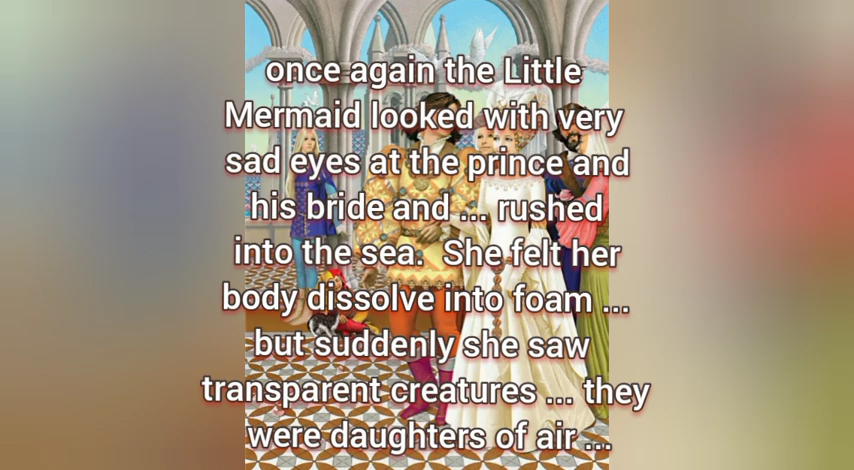 once again the Little
Mermaid looked with very
sad eyes at the prince and
his bride and ... rushed
into the sea. She felt her
body dissolve into foam ...
but suddenly she saw
transparent creatures ... they
were daughters of air ...